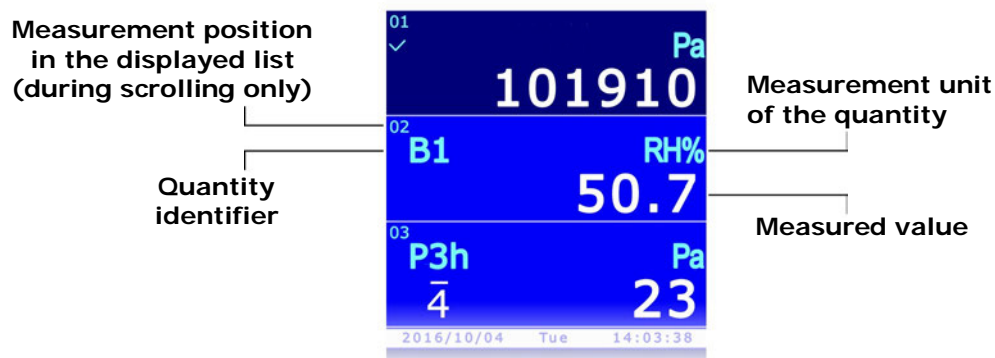 Measurement position
in the displayed list
(during scrolling only)
Quantity
identifier
01
✓
Pa
101910
02
B1
RH%
50.7
03
P3h
Pa
4̅
23
2016/10/04 Tue 14:03:38
Measurement unit
of the quantity
Measured value